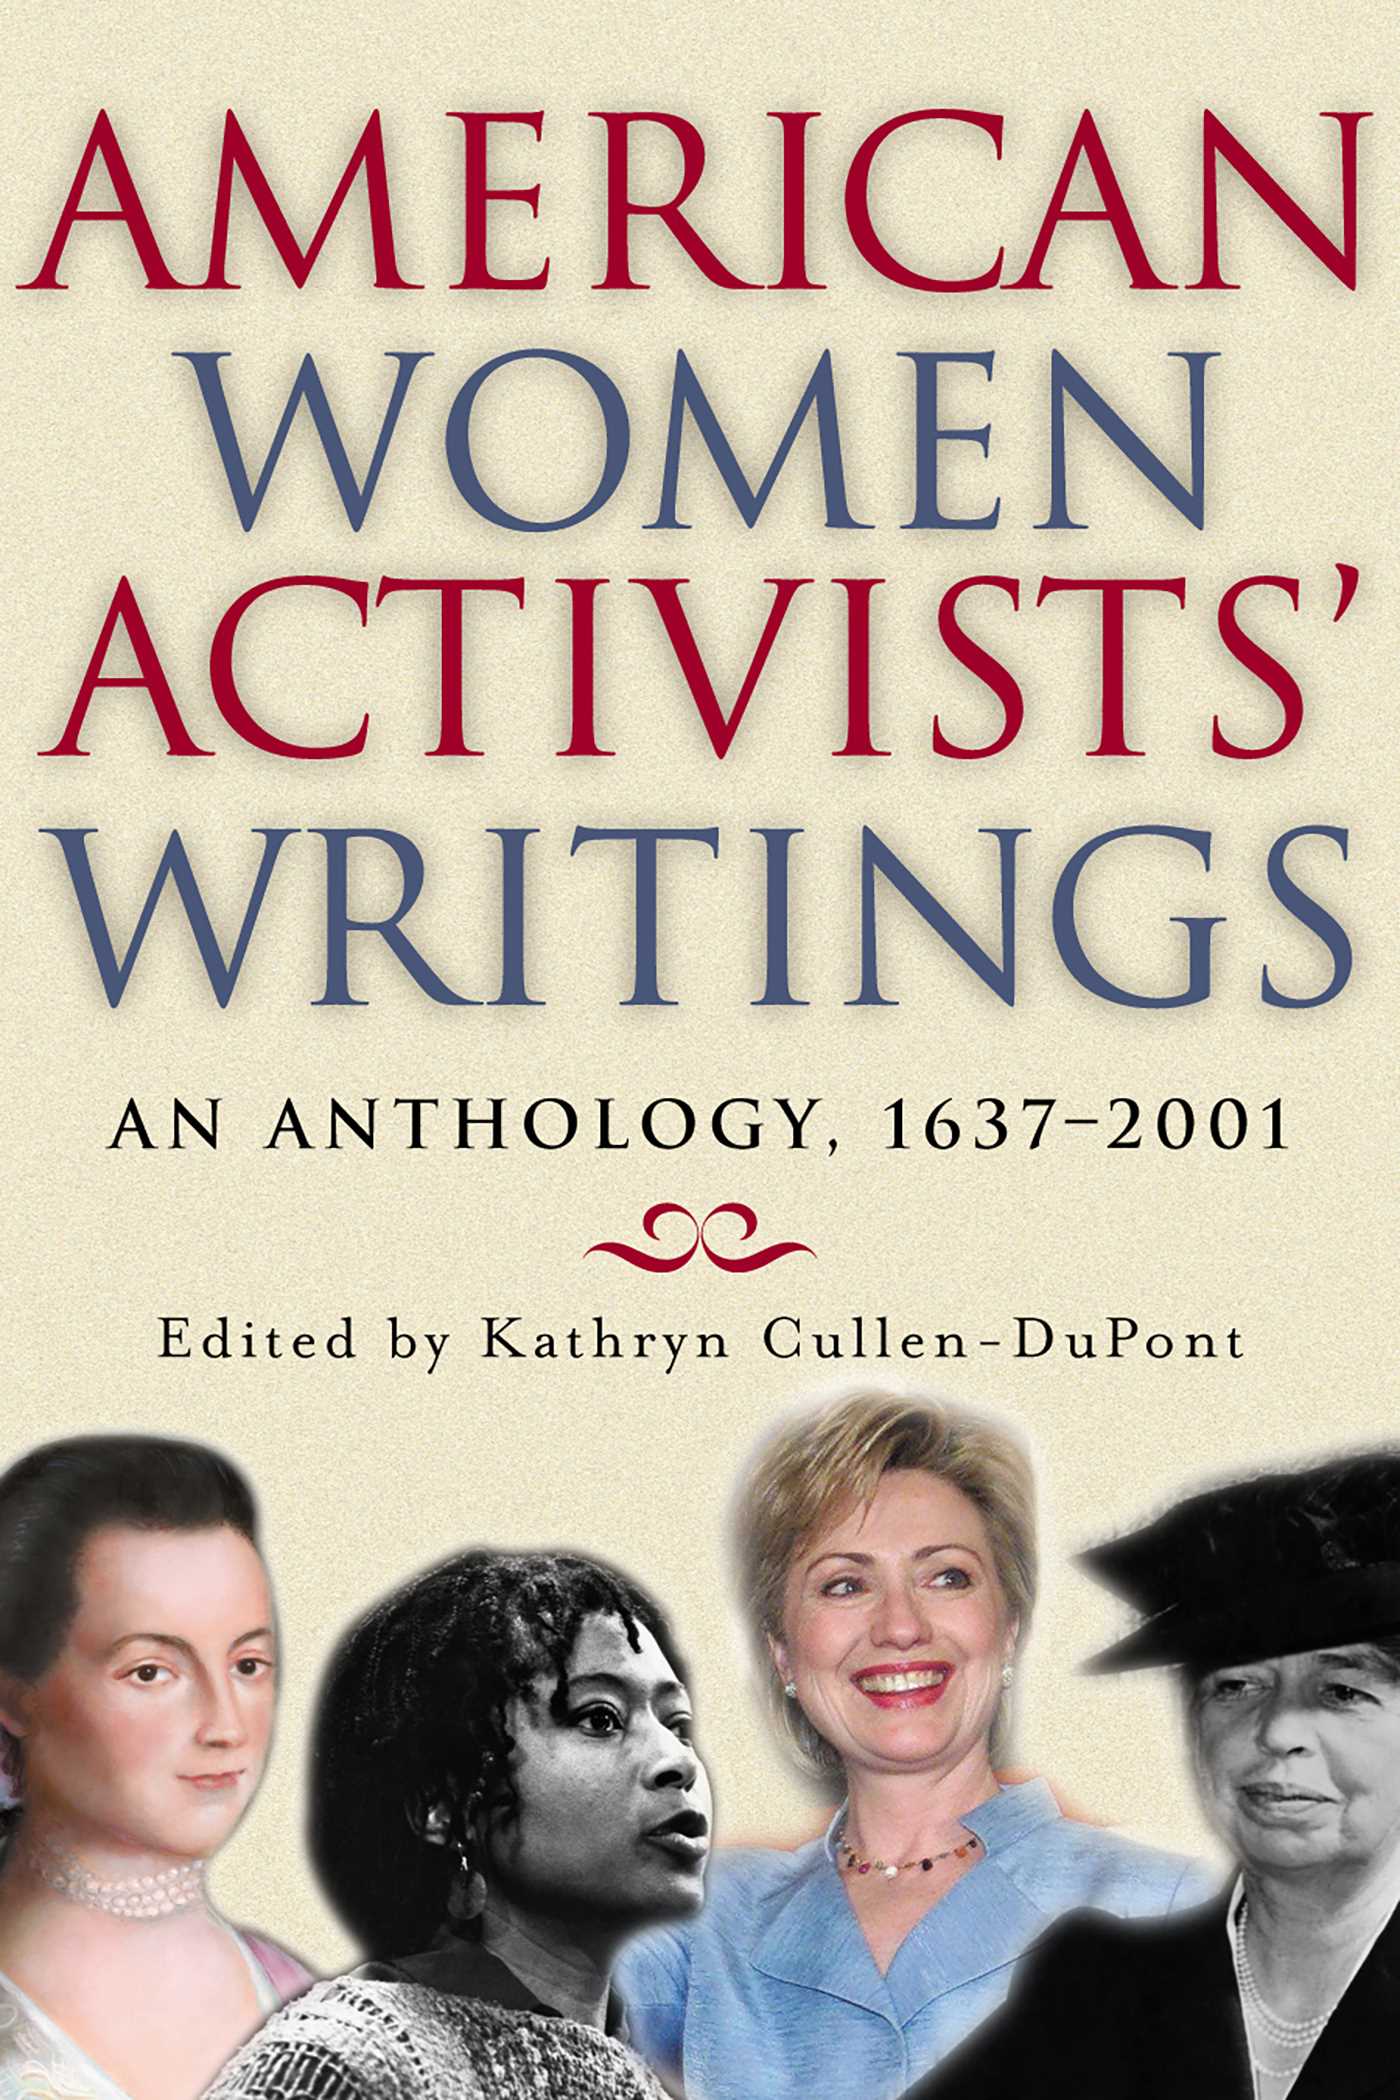 AMERICAN
WOMEN
ACTIVISTS’
WRITINGS
AN ANTHOLOGY, 1637–2001
Edited by Kathryn Cullen-DuPont